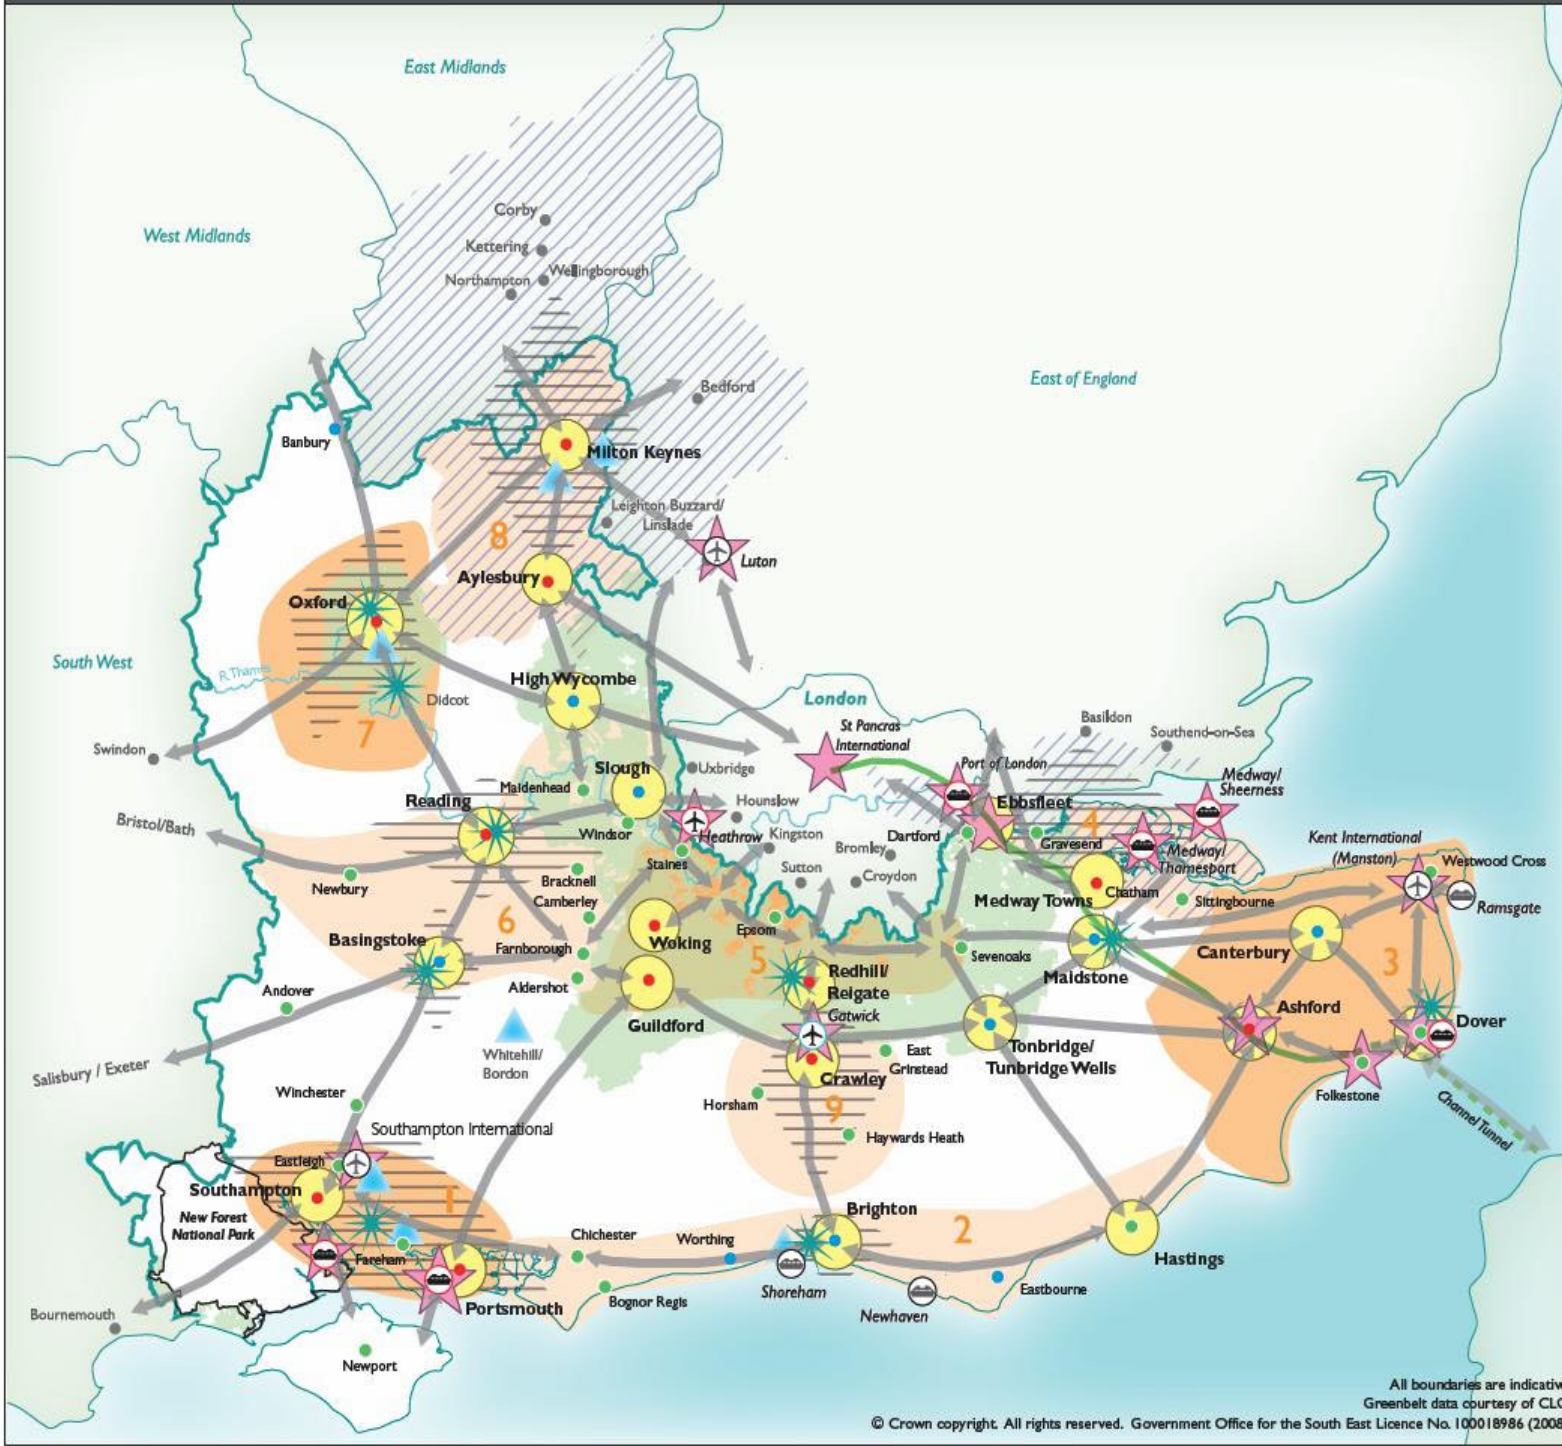 East Midlands
West Midlands
Corby
Kettering
Wellingborough
Northampton
Bedford
East of England
Banbury
Milton Keynes
Leighton Buzzard/
Linslade
8
Luton
Aylesbury
Oxford
South West
R. Thames
High Wycombe
Didcot
7
London
St Pancras
International
Basildon
Southend-on-Sea
Swindon
Port of London
Slough
Uxbridge
Medway/
Sheerness
Maidenhead
Reading
Hounslow
Ebbsfleet
4
Bristol/Bath
Windsor
Heathrow
Kingston
Dartford
Gravesend
Kent International
(Manston)
Bromley
Medway/
Thamesport
Westwood Cross
Staines
Sutton
Croydon
Newbury
Bracknell
Chatham
Camberley
Medway Towns
Sittingbourne
Ramsgate
6
Epsom
Basingstoke
Woking
Farnborough
Sevenoaks
Canterbury
5
3
Maidstone
Redhill/
Reigate
Andover
Aldershot
Gatwick
Ashford
Guildford
Dover
Whitehill/
Bordon
East
Grinstead
Tonbridge/
Tunbridge Wells
Salisbury / Exeter
Crawley
Winchester
Horsham
9
Folkestone
Channel Tunnel
Southampton International
Haywards Heath
Eastleigh
Southampton
1
New Forest
National Park
Brighton
2
Chichester
Worthing
Fareham
Hastings
Shoreham
Eastbourne
Portsmouth
Bognor Regis
Newhaven
Bournemouth
Newport
All boundaries are indicativ
Greenbelt data courtesy of CLC
© Crown copyright. All rights reserved. Government Office for the South East Licence No. 100018986 (2008